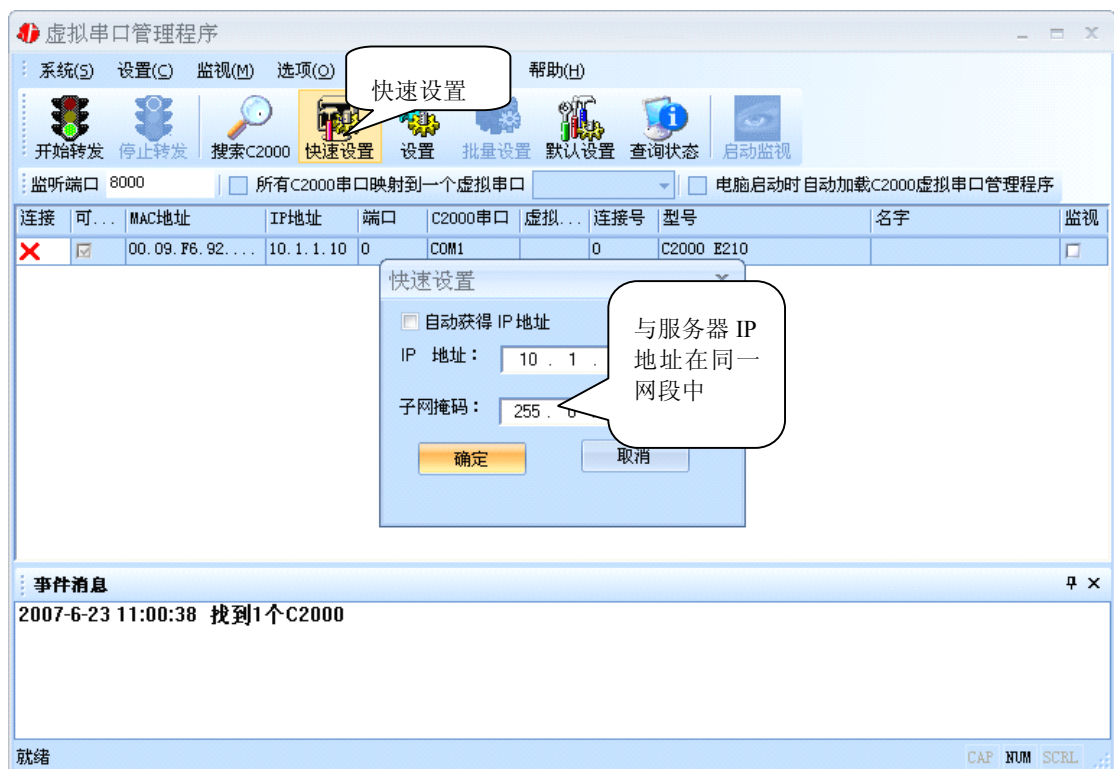 虚拟串口管理程序
系统(S) 设置(C) 监视(M) 选项(O) 帮助(H)
快速设置
开始转发 停止转发 搜索C2000 快速设置 设置 批量设置 默认设置 查询状态 启动监视
监听端口 8000 所有C2000串口映射到一个虚拟串口 电脑启动时自动加载C2000虚拟串口管理程序
连接 可... MAC地址 IP地址 端口 C2000串口 虚拟... 连接号 型号 名字 监视
00.09.F6.92.... 10.1.1.10 0 COM1 0 C2000 E210
快速设置
自动获得 IP 地址
IP 地址： 10 . 1 .
子网掩码： 255 .
与服务器 IP
地址在同一
网段中
确定 取消
事件消息
2007-6-23 11:00:38 找到1个C2000
就绪 CAP NUM SCRL